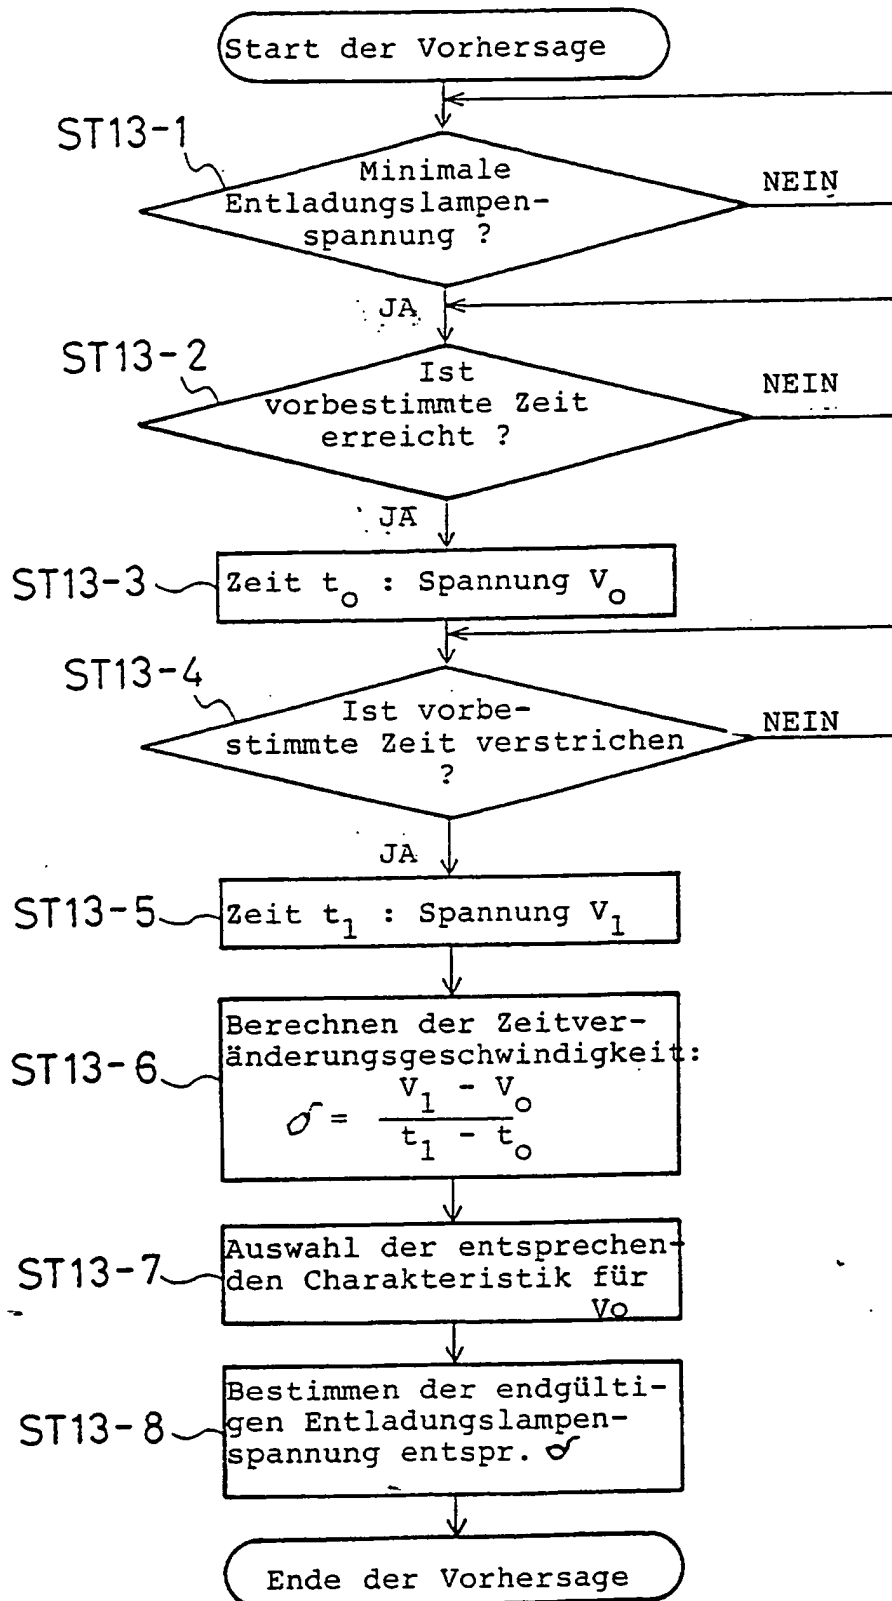 Start der Vorhersage
ST13-1
Minimale
Entladungslampen-
spannung ?
NEIN
JA
ST13-2
Ist
vorbestimmte Zeit
erreicht ?
NEIN
JA
ST13-3
Zeit t₀ : Spannung V₀
ST13-4
Ist vorbe-
stimmte Zeit verstrichen
?
NEIN
JA
ST13-5
Zeit t₁ : Spannung V₁
ST13-6
Berechnen der Zeitver-
änderungsgeschwindigkeit:
σ = (V₁ - V₀) / (t₁ - t₀)
ST13-7
Auswahl der entsprechen-
den Charakteristik für
Vo
ST13-8
Bestimmen der endgülti-
gen Entladungslampen-
spannung entspr. σ
Ende der Vorhersage